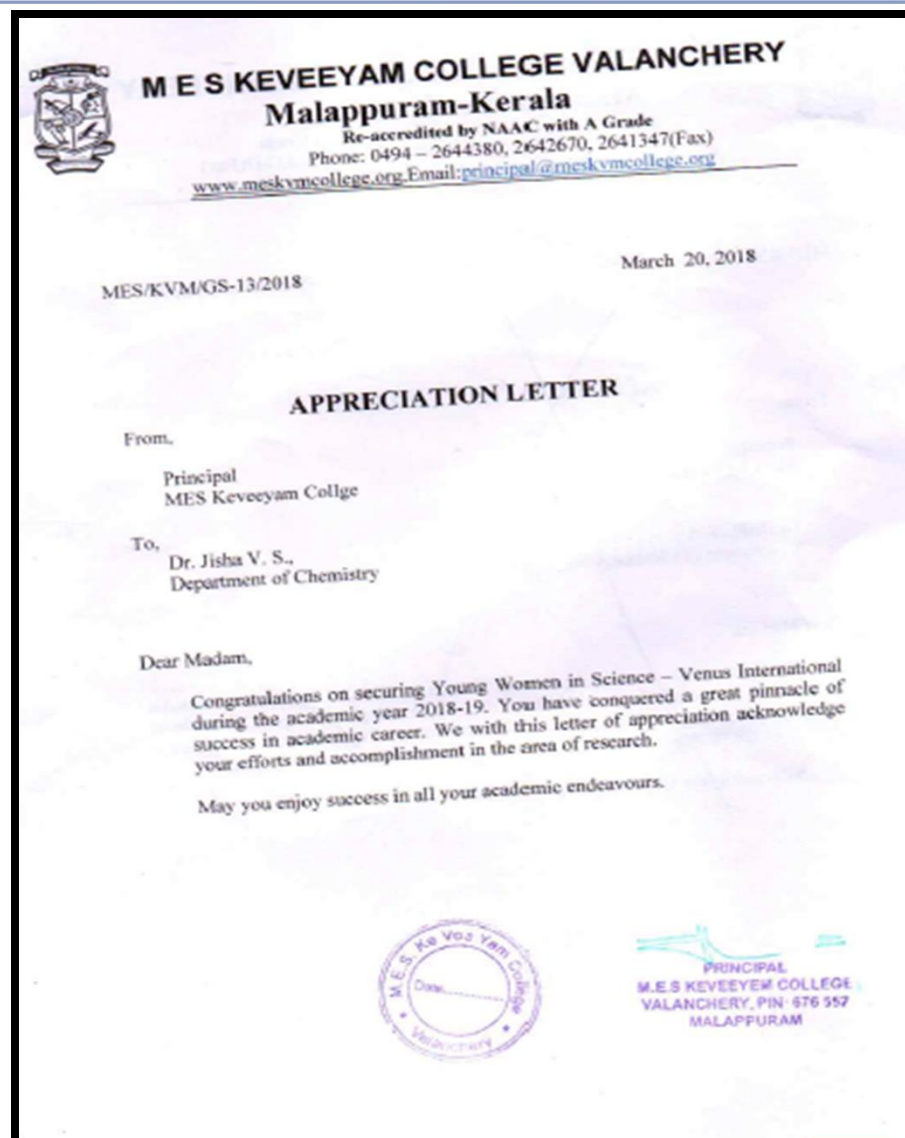 M E S KEVEEYAM COLLEGE VALANCHERY
Malappuram-Kerala
Re-accredited by NAAC with A Grade
Phone: 0494 – 2644380, 2642670, 2641347(Fax)
www.meskvmcollege.org.Email:principal@meskvmcollege.org
March 20, 2018
MES/KVM/GS-13/2018
APPRECIATION LETTER
From,
Principal
MES Keveeyam Collge
To,
Dr. Jisha V. S.,
Department of Chemistry
Dear Madam,
Congratulations on securing Young Women in Science – Venus International
during the academic year 2018-19. You have conquered a great pinnacle of
success in academic career. We with this letter of appreciation acknowledge
your efforts and accomplishment in the area of research.
May you enjoy success in all your academic endeavours.
M.E.S. Ke Vee Yam College
Date
Valanchery
PRINCIPAL
M.E.S KEVEEYEM COLLEGE
VALANCHERY, PIN- 676 552
MALAPPURAM